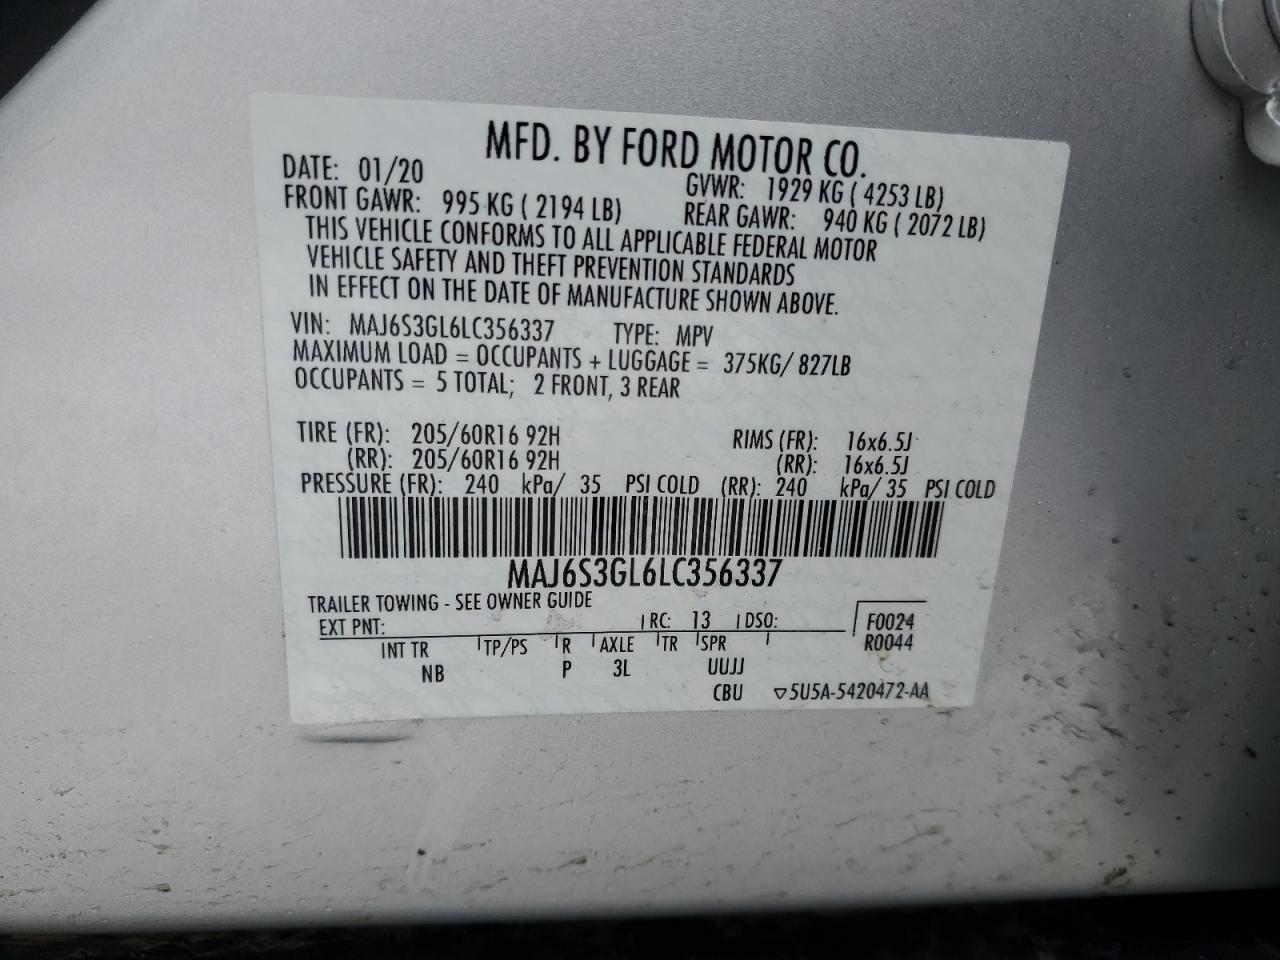 MFD. BY FORD MOTOR CO.
DATE: 01/20 GVWR: 1929 KG ( 4253 LB)
FRONT GAWR: 995 KG ( 2194 LB) REAR GAWR: 940 KG ( 2072 LB)
THIS VEHICLE CONFORMS TO ALL APPLICABLE FEDERAL MOTOR
VEHICLE SAFETY AND THEFT PREVENTION STANDARDS
IN EFFECT ON THE DATE OF MANUFACTURE SHOWN ABOVE.
VIN: MAJ6S3GL6LC356337 TYPE: MPV
MAXIMUM LOAD = OCCUPANTS + LUGGAGE = 375KG/ 827LB
OCCUPANTS = 5 TOTAL; 2 FRONT, 3 REAR
TIRE (FR): 205/60R16 92H RIMS (FR): 16x6.5J
(RR): 205/60R16 92H (RR): 16x6.5J
PRESSURE (FR): 240 kPa/ 35 PSI COLD (RR): 240 kPa/ 35 PSI COLD
MAJ6S3GL6LC356337
TRAILER TOWING - SEE OWNER GUIDE
EXT PNT: RC: 13 DSO: F0024
INT TR TP/PS R AXLE TR SPR R0044
NB P 3L UUJJ
CBU ▽5U5A-5420472-AA